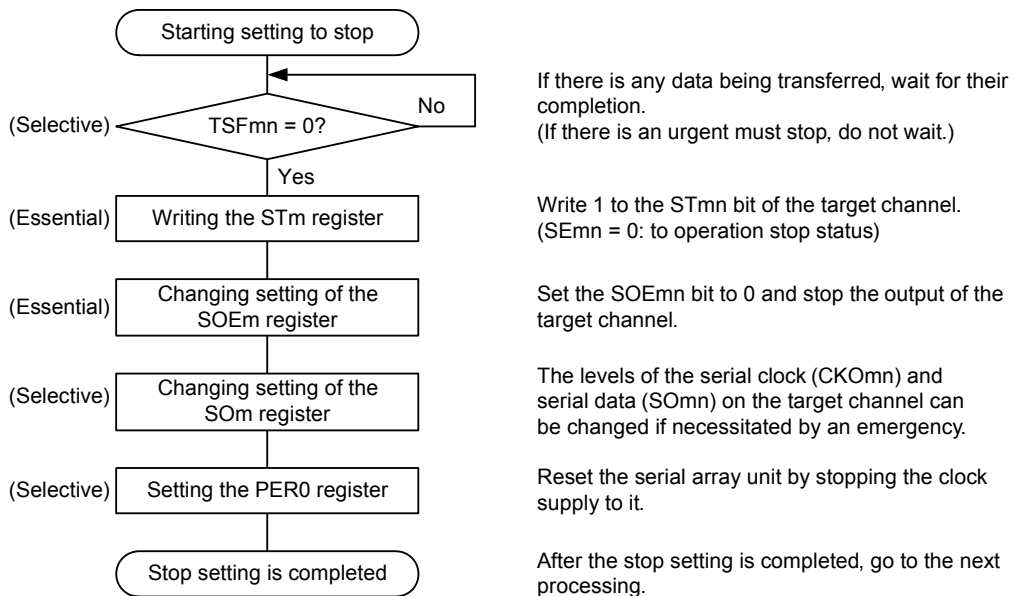 Starting setting to stop
No
(Selective)
TSFmn = 0?
If there is any data being transferred, wait for their
completion.
(If there is an urgent must stop, do not wait.)
Yes
(Essential)
Writing the STm register
Write 1 to the STmn bit of the target channel.
(SEmn = 0: to operation stop status)
(Essential)
Changing setting of the
SOEm register
Set the SOEmn bit to 0 and stop the output of the
target channel.
(Selective)
Changing setting of the
SOm register
The levels of the serial clock (CKOmn) and
serial data (SOmn) on the target channel can
be changed if necessitated by an emergency.
(Selective)
Setting the PER0 register
Reset the serial array unit by stopping the clock
supply to it.
Stop setting is completed
After the stop setting is completed, go to the next
processing.